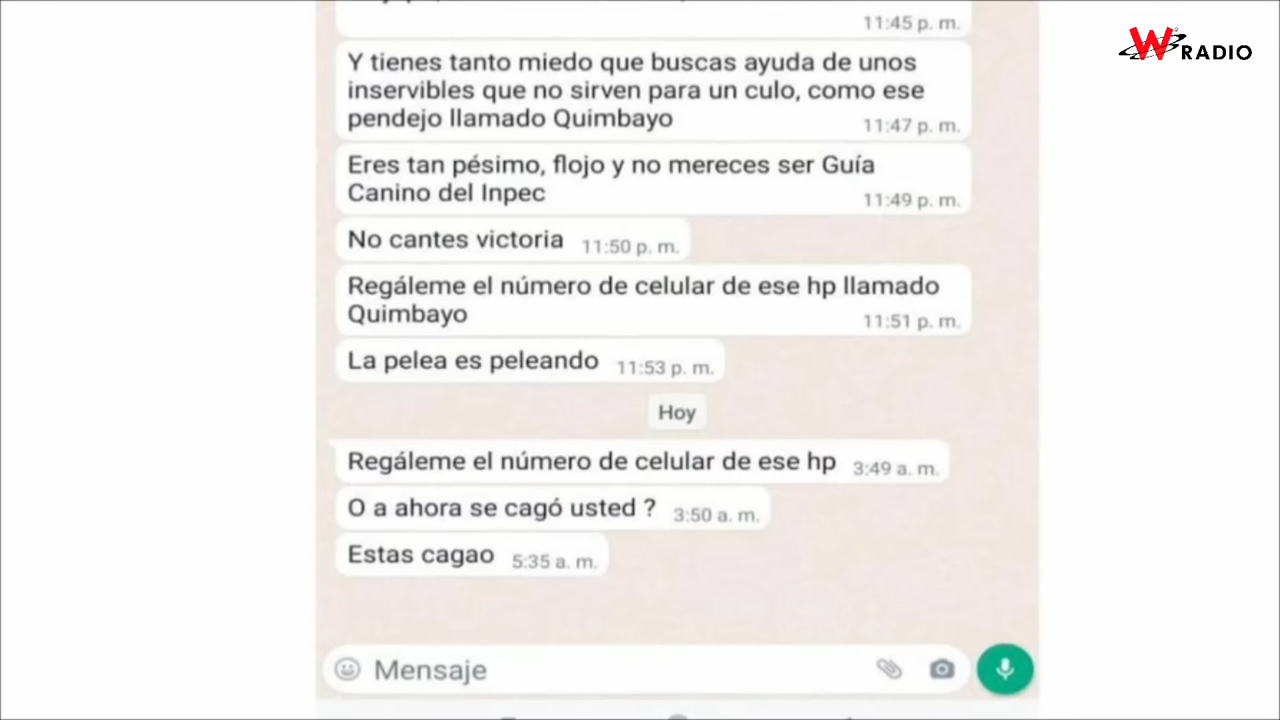 11:45 p. m.
W RADIO
Y tienes tanto miedo que buscas ayuda de unos
inservibles que no sirven para un culo, como ese
pendejo llamado Quimbayo
11:47 p. m.
Eres tan pésimo, flojo y no mereces ser Guía
Canino del Inpec
11:49 p. m.
No cantes victoria 11:50 p. m.
Regáleme el número de celular de ese hp llamado
Quimbayo
11:51 p. m.
La pelea es peleando 11:53 p. m.
Hoy
Regáleme el número de celular de ese hp 3:49 a. m.
O a ahora se cagó usted ? 3:50 a. m.
Estas cagao 5:35 a. m.
Mensaje